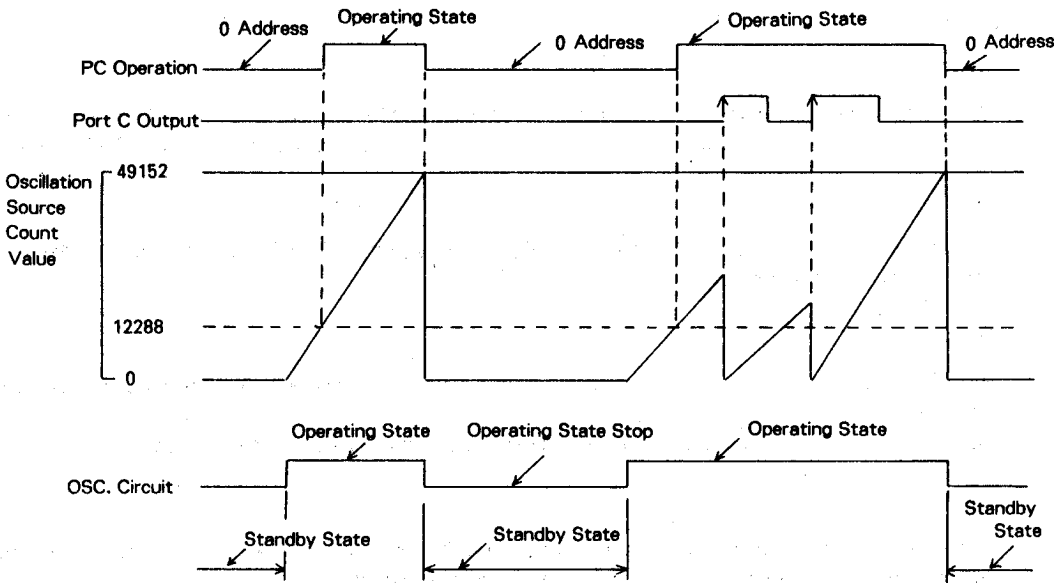 Operating State
Operating State
0 Address
0 Address
0 Address
PC Operation
Port C Output
49152
Oscillation
Source
Count
Value
12288
0
Operating State
Operating State Stop
Operating State
OSC. Circuit
Standby State
Standby State
Standby
State